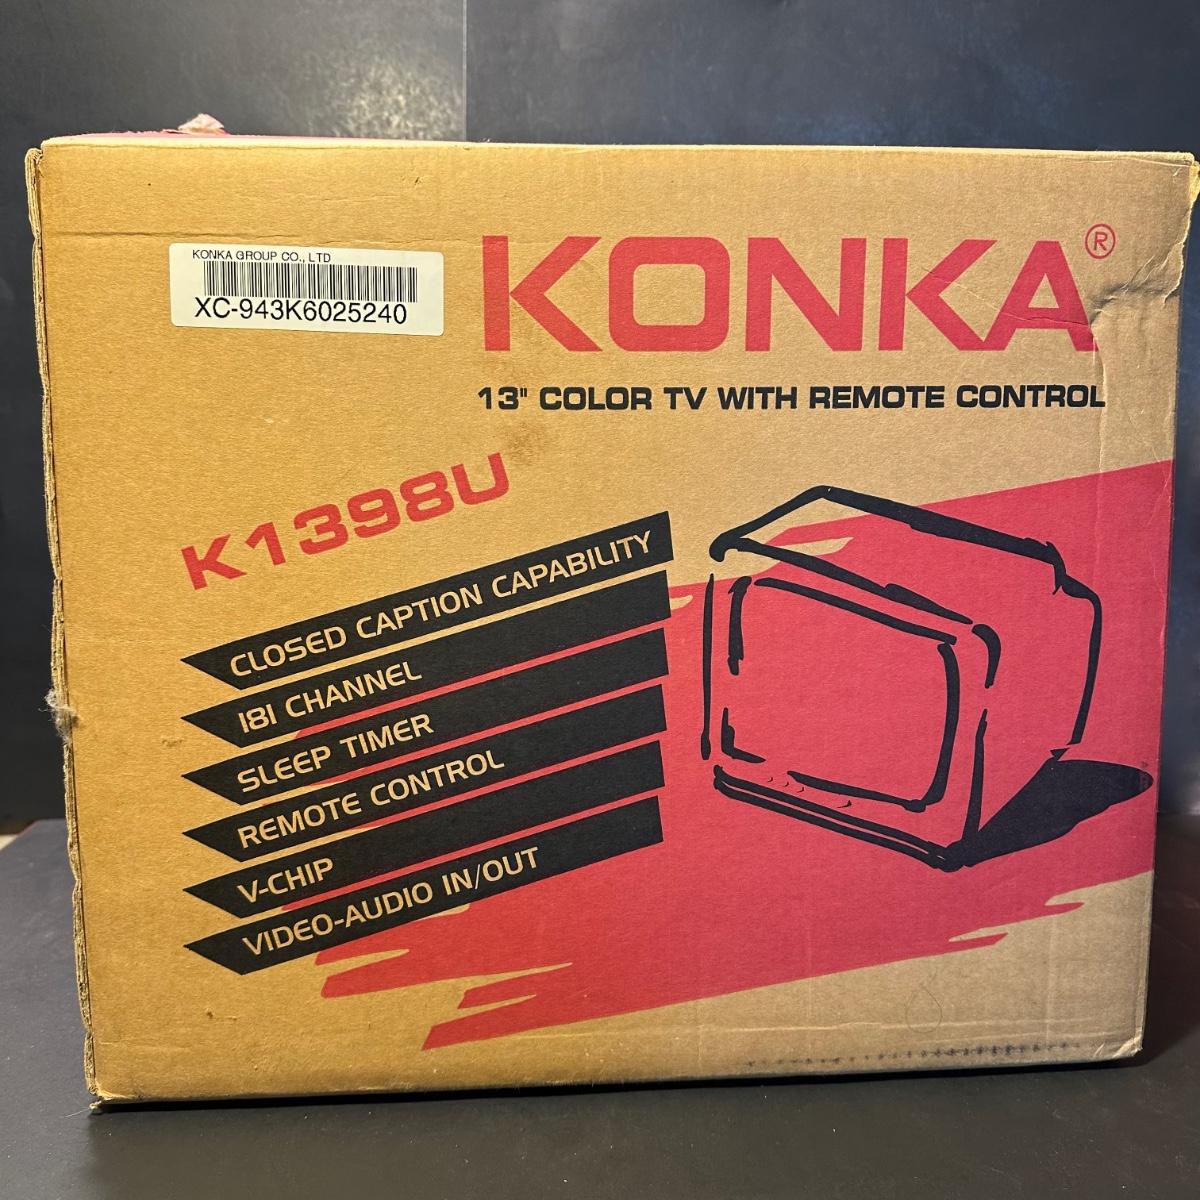 KONKA GROUP CO., LTD
XC-943K6025240
KONKA®
13" COLOR TV WITH REMOTE CONTROL
K1398U
CLOSED CAPTION CAPABILITY
181 CHANNEL
SLEEP TIMER
REMOTE CONTROL
V-CHIP
VIDEO-AUDIO IN/OUT